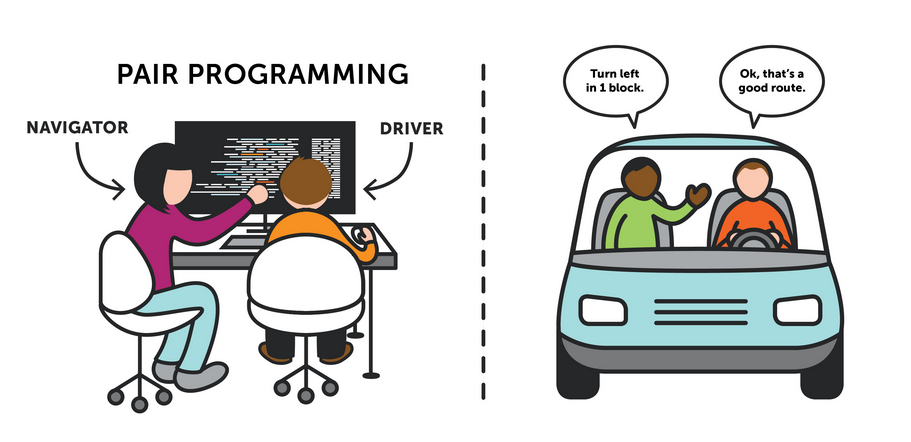 PAIR PROGRAMMING
NAVIGATOR
DRIVER
Turn left
in 1 block.
Ok, that's a
good route.